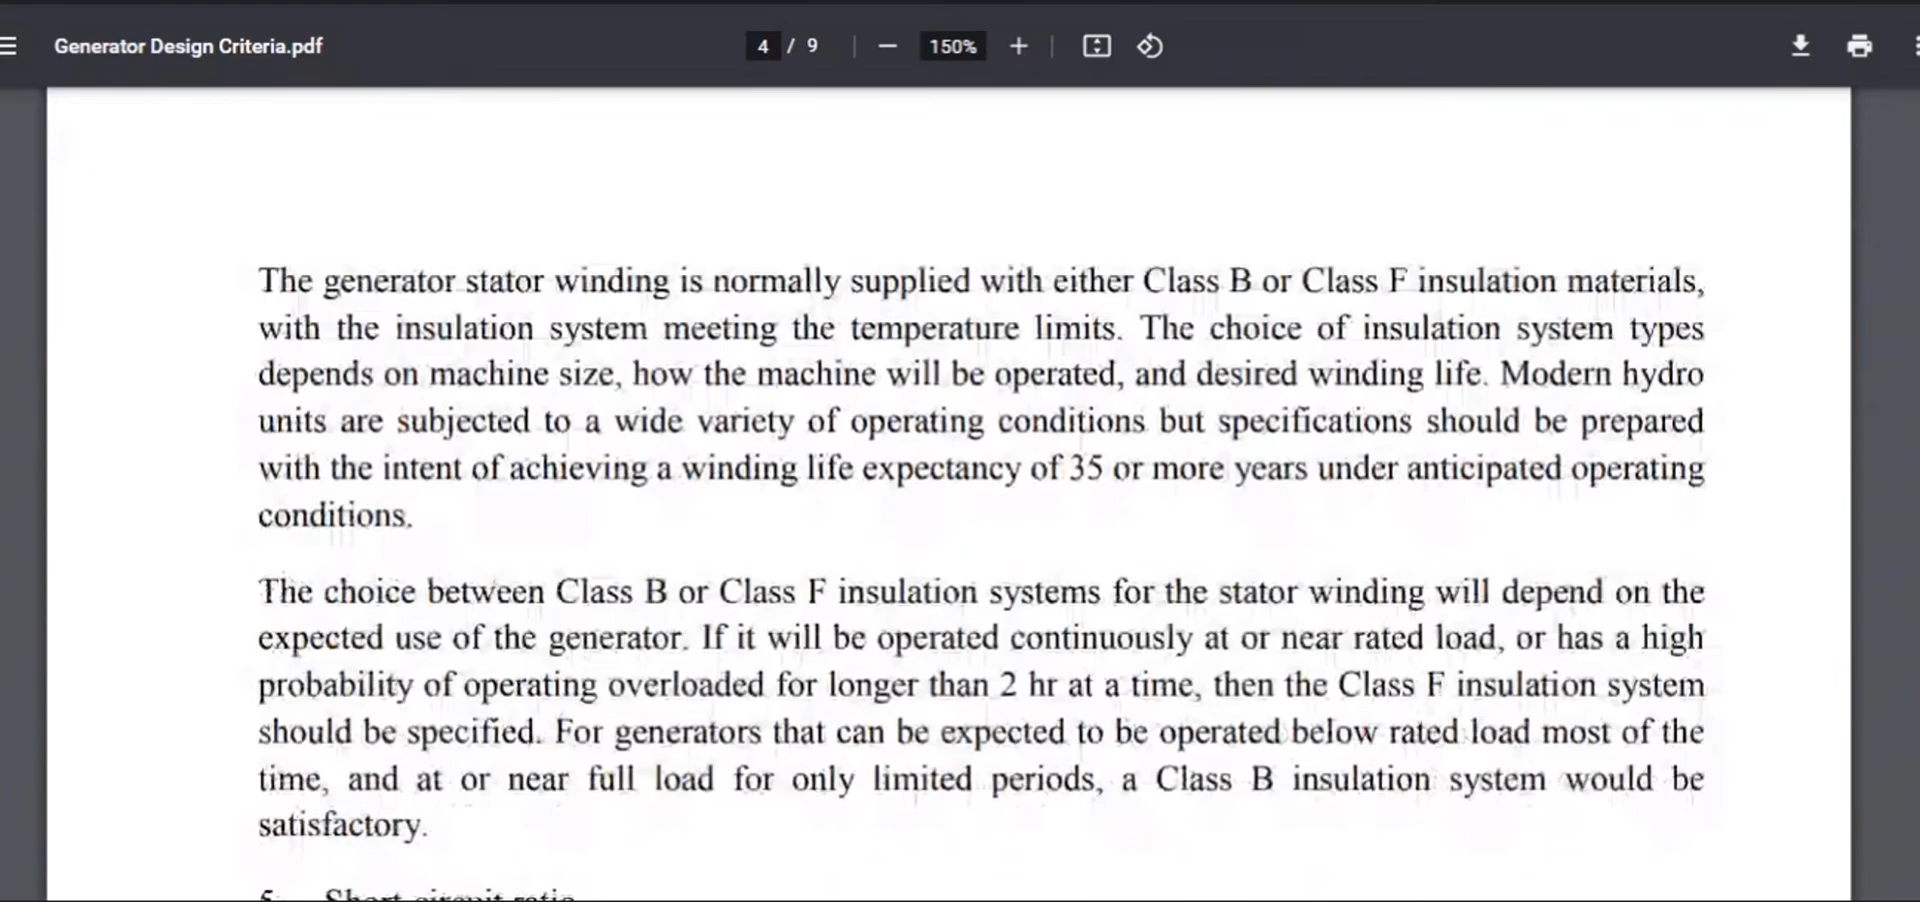 Generator Design Criteria.pdf
4 / 9
150%
The generator stator winding is normally supplied with either Class B or Class F insulation materials,
with the insulation system meeting the temperature limits. The choice of insulation system types
depends on machine size, how the machine will be operated, and desired winding life. Modern hydro
units are subjected to a wide variety of operating conditions but specifications should be prepared
with the intent of achieving a winding life expectancy of 35 or more years under anticipated operating
conditions.
The choice between Class B or Class F insulation systems for the stator winding will depend on the
expected use of the generator. If it will be operated continuously at or near rated load, or has a high
probability of operating overloaded for longer than 2 hr at a time, then the Class F insulation system
should be specified. For generators that can be expected to be operated below rated load most of the
time, and at or near full load for only limited periods, a Class B insulation system would be
satisfactory.
5. Short circuit ratio